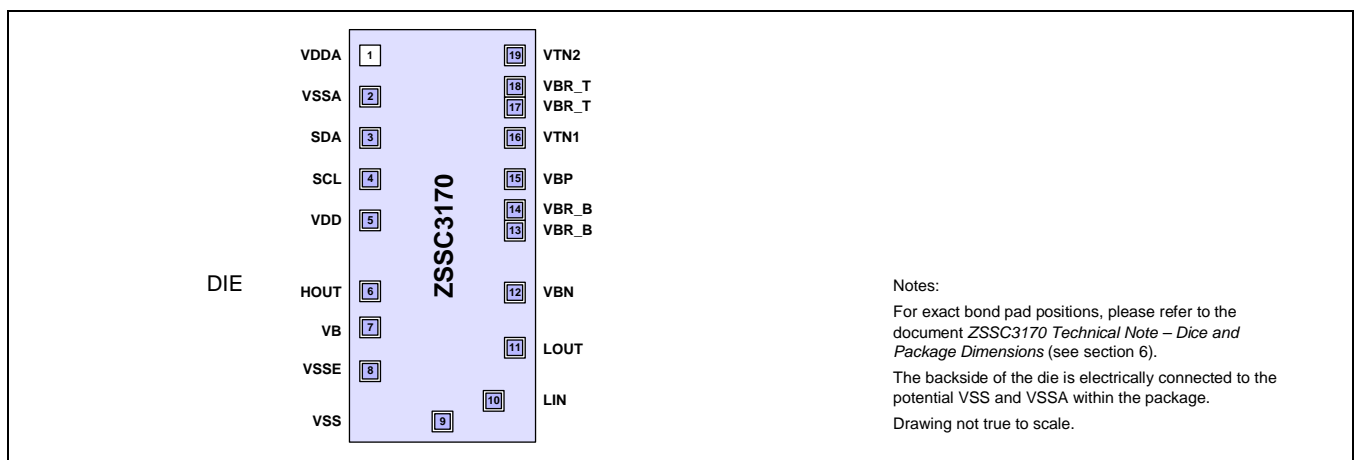 VDDA 1 19 VTN2
18 VBR_T
VSSA 2 17 VBR_T
SDA 3 16 VTN1
SCL 4 15 VBP
14 VBR_B
VDD 5 13 VBR_B
ZSSC3170
DIE
HOUT 6 12 VBN
VB 7
11 LOUT
VSSE 8
10 LIN
VSS 9
Notes:
For exact bond pad positions, please refer to the
document ZSSC3170 Technical Note – Dice and
Package Dimensions (see section 6).
The backside of the die is electrically connected to the
potential VSS and VSSA within the package.
Drawing not true to scale.